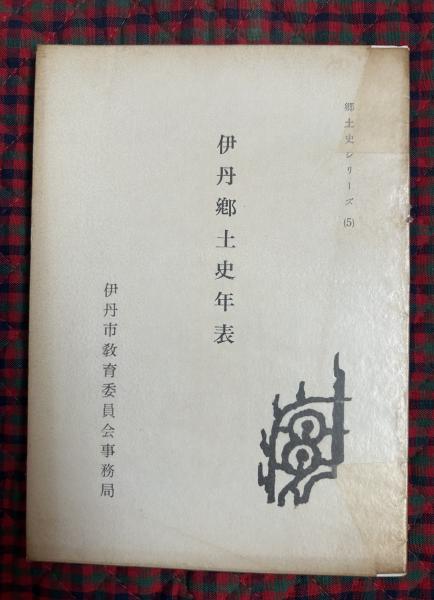 郷土史シリーズ(5)
伊丹郷土史年表
伊丹市教育委員会事務局